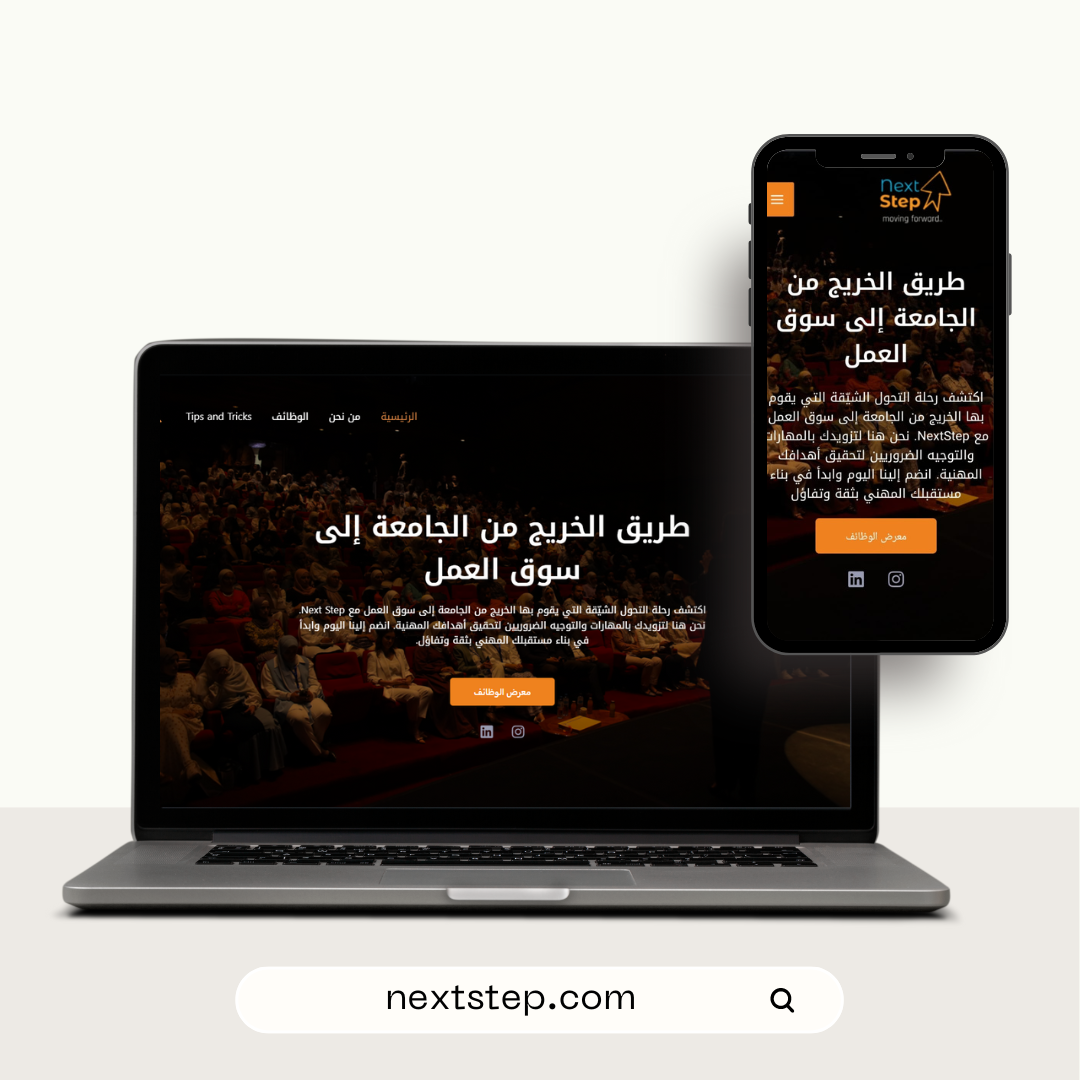 الرئيسية
من نحن
الوظائف
Tips and Tricks
طريق الخريج من الجامعة إلى
سوق العمل
اكتشف رحلة التحول الشيّقة التي يقوم بها الخريج من الجامعة إلى سوق العمل مع Next Step.
نحن هنا لتزويدك بالمهارات والتوجيه الضروريين لتحقيق أهدافك المهنية. انضم إلينا اليوم وابدأ
في بناء مستقبلك المهني بثقة وتفاؤل.
معرض الوظائف
in
Next
Step
moving forward..
طريق الخريج من
الجامعة إلى سوق
العمل
اكتشف رحلة التحول الشيّقة التي يقوم
بها الخريج من الجامعة إلى سوق العمل
مع NextStep. نحن هنا لتزويدك بالمهارات
والتوجيه الضروريين لتحقيق أهدافك
المهنية. انضم إلينا اليوم وابدأ في بناء
مستقبلك المهني بثقة وتفاؤل
معرض الوظائف
in
nextstep.com